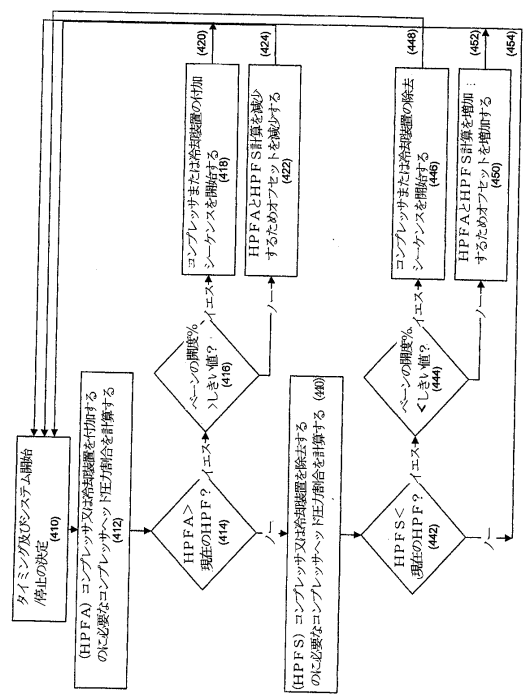 タイミング及びシステム開始
/停止の決定
(410)
(HPFA) コンプレッサ又は冷却装置を付加する
のに必要なコンプレッサヘッド圧力割合を計算する
(412)
HPFA>
現在のHPF?
(414)
イエス
ノー
ベーンの開度%
>しきい値?
(416)
イエス
ノー
コンプレッサまたは冷却装置の付加
シーケンスを開始する
(418)
(420)
HPFAとHPFS計算を減少
するためオフセットを減少する
(422)
(424)
(HPFS) コンプレッサ又は冷却装置を除去する
のに必要なコンプレッサヘッド圧力割合を計算する (440)
HPFS<
現在のHPF?
(442)
イエス
ノー
ベーンの開度%
<しきい値?
(444)
イエス
ノー
コンプレッサまたは冷却装置の除去
シーケンスを開始する
(446)
(448)
HPFAとHPFS計算を増加
するためオフセットを増加する
(450)
(452)
(454)